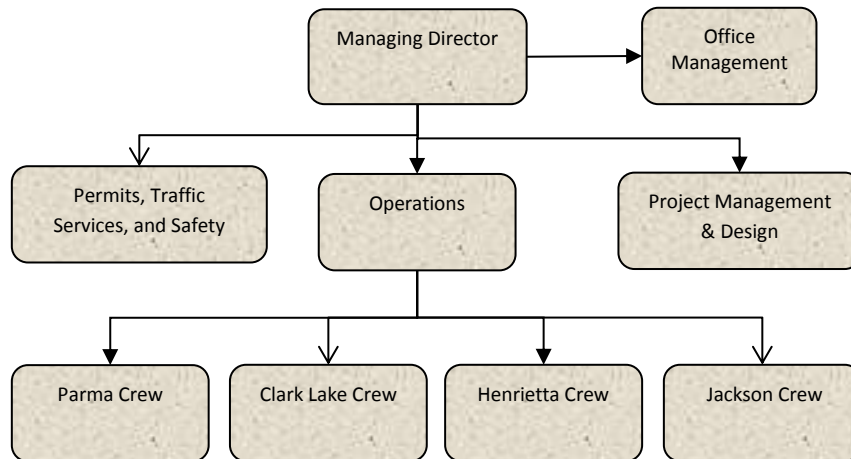 Managing Director
Office
Management
Permits, Traffic
Services, and Safety
Operations
Project Management
& Design
Parma Crew
Clark Lake Crew
Henrietta Crew
Jackson Crew